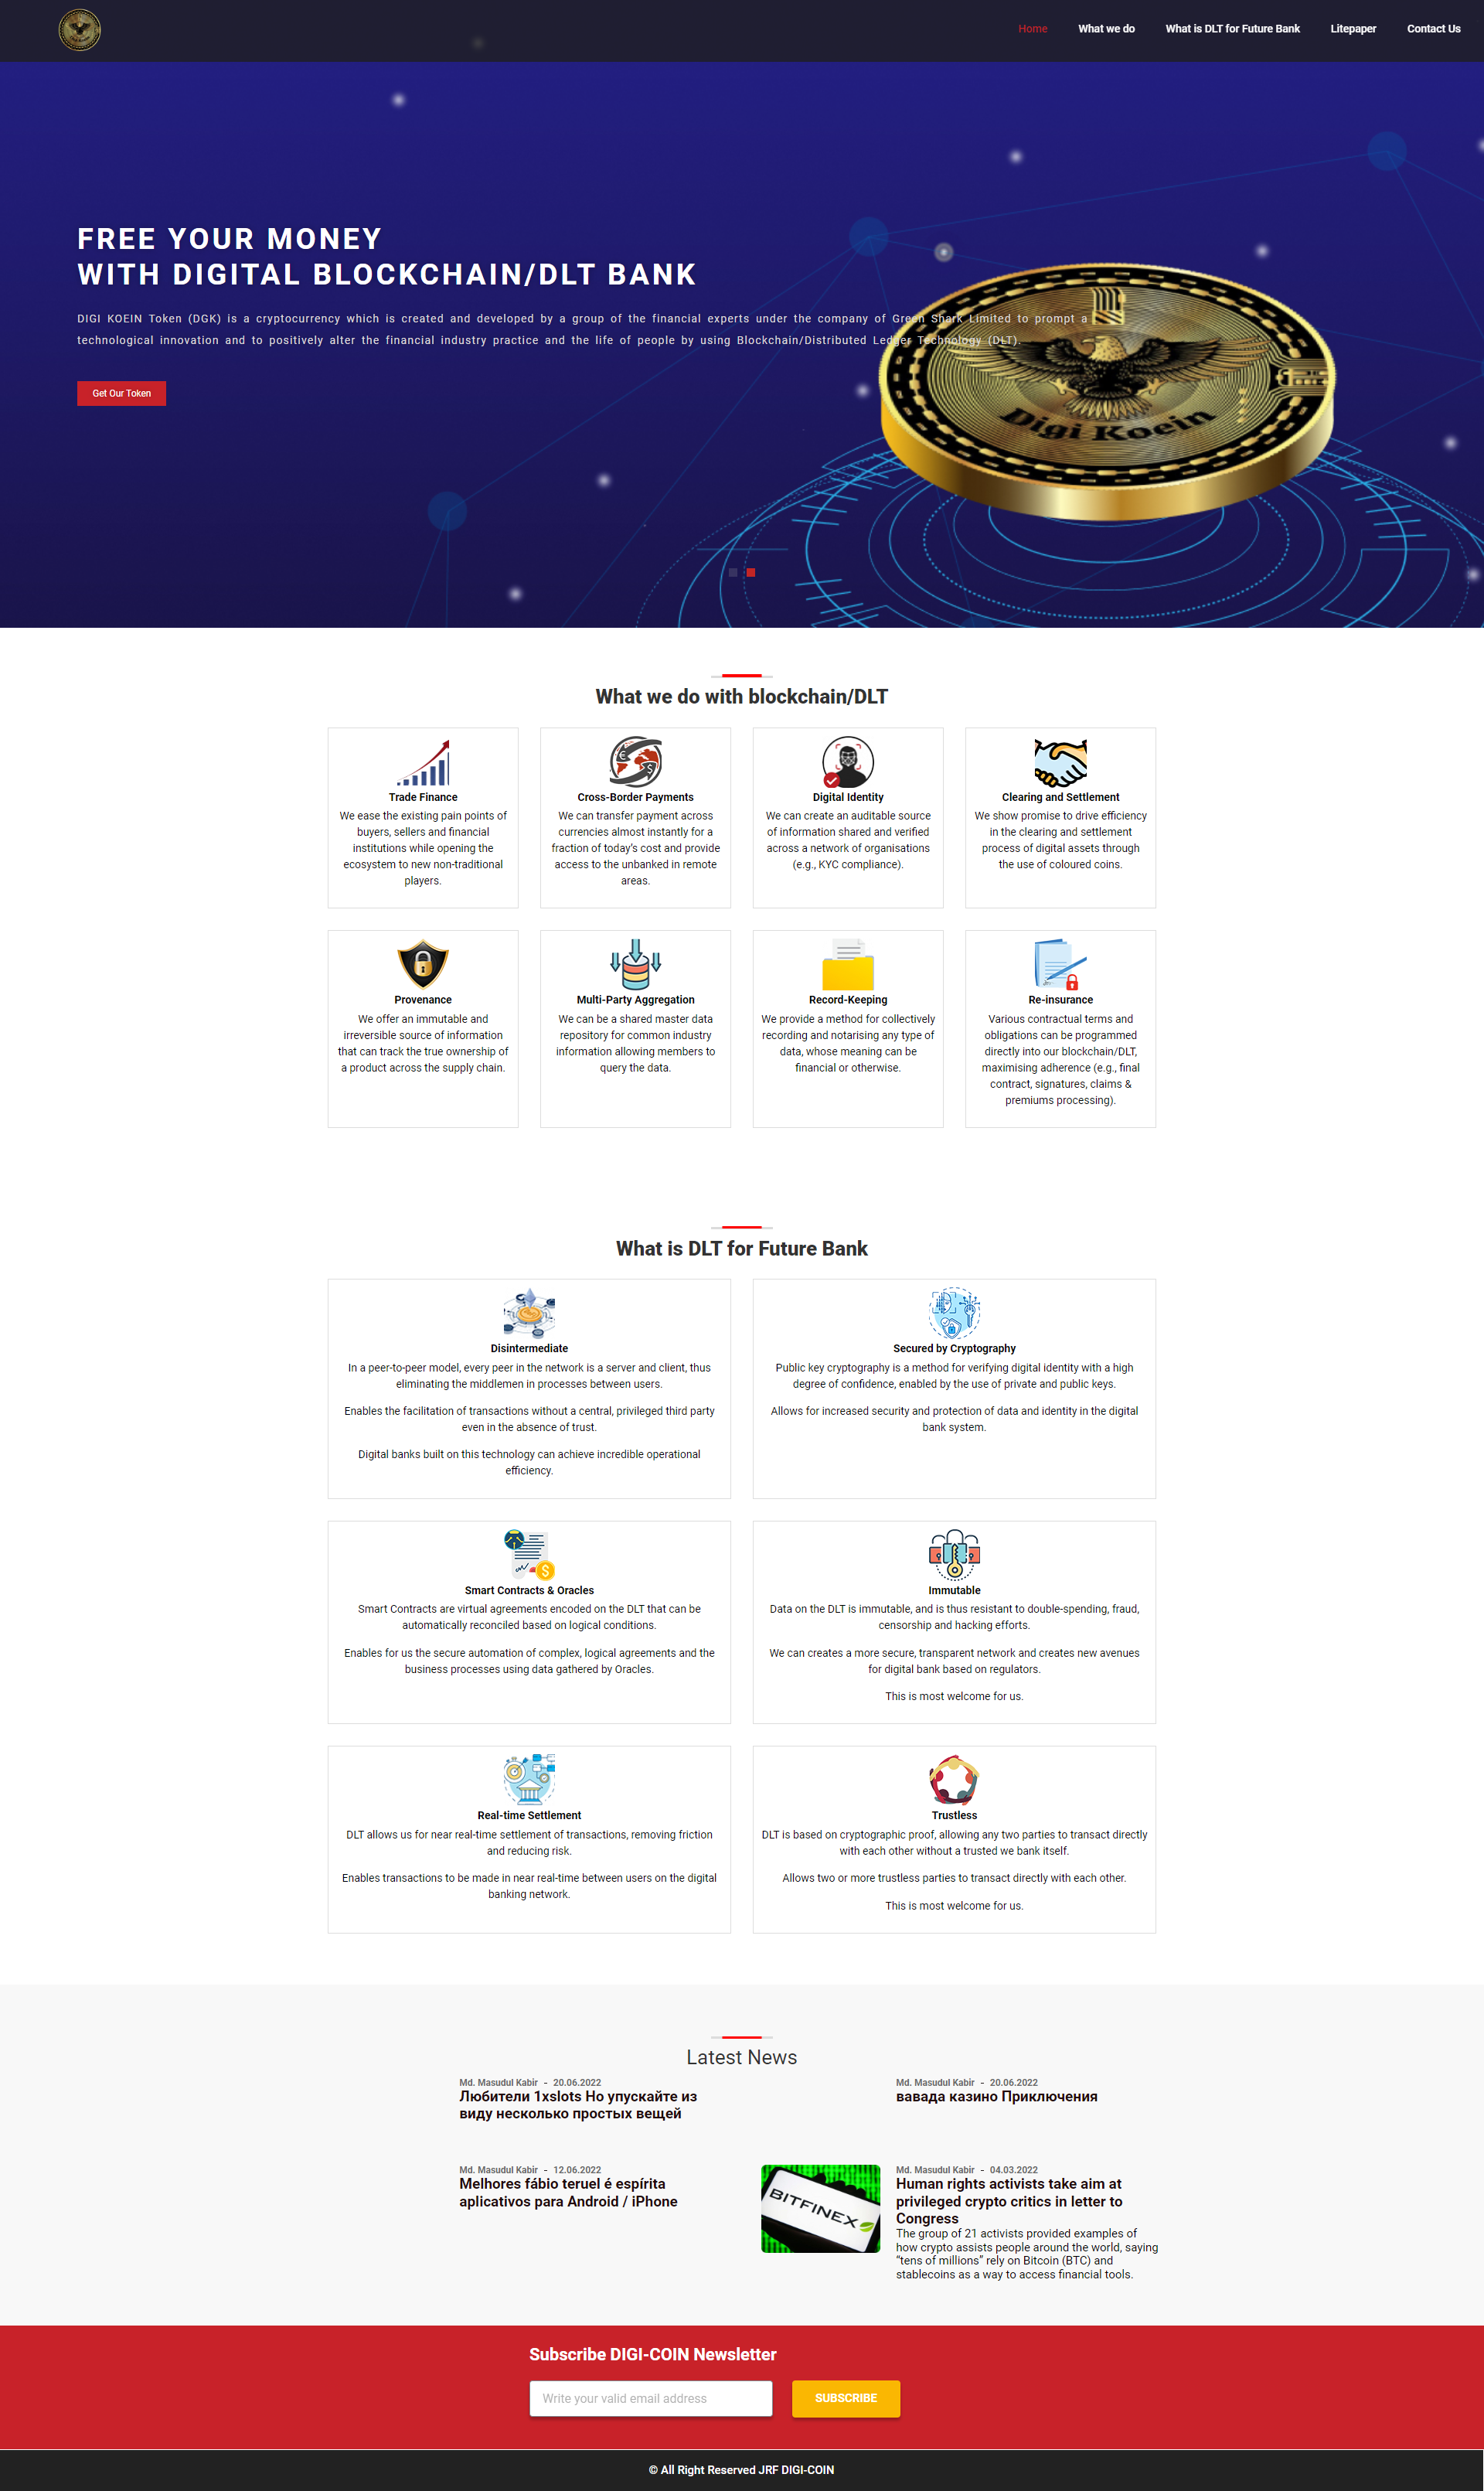 Home
What we do
What is DLT for Future Bank
Litepaper
Contact Us
FREE YOUR MONEY
WITH DIGITAL BLOCKCHAIN/DLT BANK
DIGI KOEIN Token (DGK) is a cryptocurrency which is created and developed by a group of the financial experts under the company of Green Shark Limited to prompt a
technological innovation and to positively alter the financial industry practice and the life of people by using Blockchain/Distributed Ledger Technology (DLT).
Get Our Token
Digi Koein
What we do with blockchain/DLT
Trade Finance
We ease the existing pain points of
buyers, sellers and financial
institutions while opening the
ecosystem to new non-traditional
players.
Cross-Border Payments
We can transfer payment across
currencies almost instantly for a
fraction of today's cost and provide
access to the unbanked in remote
areas.
Digital Identity
We can create an auditable source
of information shared and verified
across a network of organisations
(e.g., KYC compliance).
Clearing and Settlement
We show promise to drive efficiency
in the clearing and settlement
process of digital assets through
the use of coloured coins.
Provenance
We offer an immutable and
irreversible source of information
that can track the true ownership of
a product across the supply chain.
Multi-Party Aggregation
We can be a shared master data
repository for common industry
information allowing members to
query the data.
Record-Keeping
We provide a method for collectively
recording and notarising any type of
data, whose meaning can be
financial or otherwise.
Re-insurance
Various contractual terms and
obligations can be programmed
directly into our blockchain/DLT,
maximising adherence (e.g., final
contract, signatures, claims &
premiums processing).
What is DLT for Future Bank
Disintermediate
In a peer-to-peer model, every peer in the network is a server and client, thus
eliminating the middlemen in processes between users.
Enables the facilitation of transactions without a central, privileged third party
even in the absence of trust.
Digital banks built on this technology can achieve incredible operational
efficiency.
Secured by Cryptography
Public key cryptography is a method for verifying digital identity with a high
degree of confidence, enabled by the use of private and public keys.
Allows for increased security and protection of data and identity in the digital
bank system.
Smart Contracts & Oracles
Smart Contracts are virtual agreements encoded on the DLT that can be
automatically reconciled based on logical conditions.
Enables for us the secure automation of complex, logical agreements and the
business processes using data gathered by Oracles.
Immutable
Data on the DLT is immutable, and is thus resistant to double-spending, fraud,
censorship and hacking efforts.
We can creates a more secure, transparent network and creates new avenues
for digital bank based on regulators.
This is most welcome for us.
Real-time Settlement
DLT allows us for near real-time settlement of transactions, removing friction
and reducing risk.
Enables transactions to be made in near real-time between users on the digital
banking network.
Trustless
DLT is based on cryptographic proof, allowing any two parties to transact directly
with each other without a trusted we bank itself.
Allows two or more trustless parties to transact directly with each other.
This is most welcome for us.
Latest News
Md. Masudul Kabir - 20.06.2022
Любители 1xslots Но упускайте из
виду несколько простых вещей
Md. Masudul Kabir - 20.06.2022
вавада казино Приключения
Md. Masudul Kabir - 12.06.2022
Melhores fábio teruel é espírita
aplicativos para Android / iPhone
BITFINEX
Md. Masudul Kabir - 04.03.2022
Human rights activists take aim at
privileged crypto critics in letter to
Congress
The group of 21 activists provided examples of
how crypto assists people around the world, saying
“tens of millions” rely on Bitcoin (BTC) and
stablecoins as a way to access financial tools.
Subscribe DIGI-COIN Newsletter
Write your valid email address
SUBSCRIBE
© All Right Reserved JRF DIGI-COIN